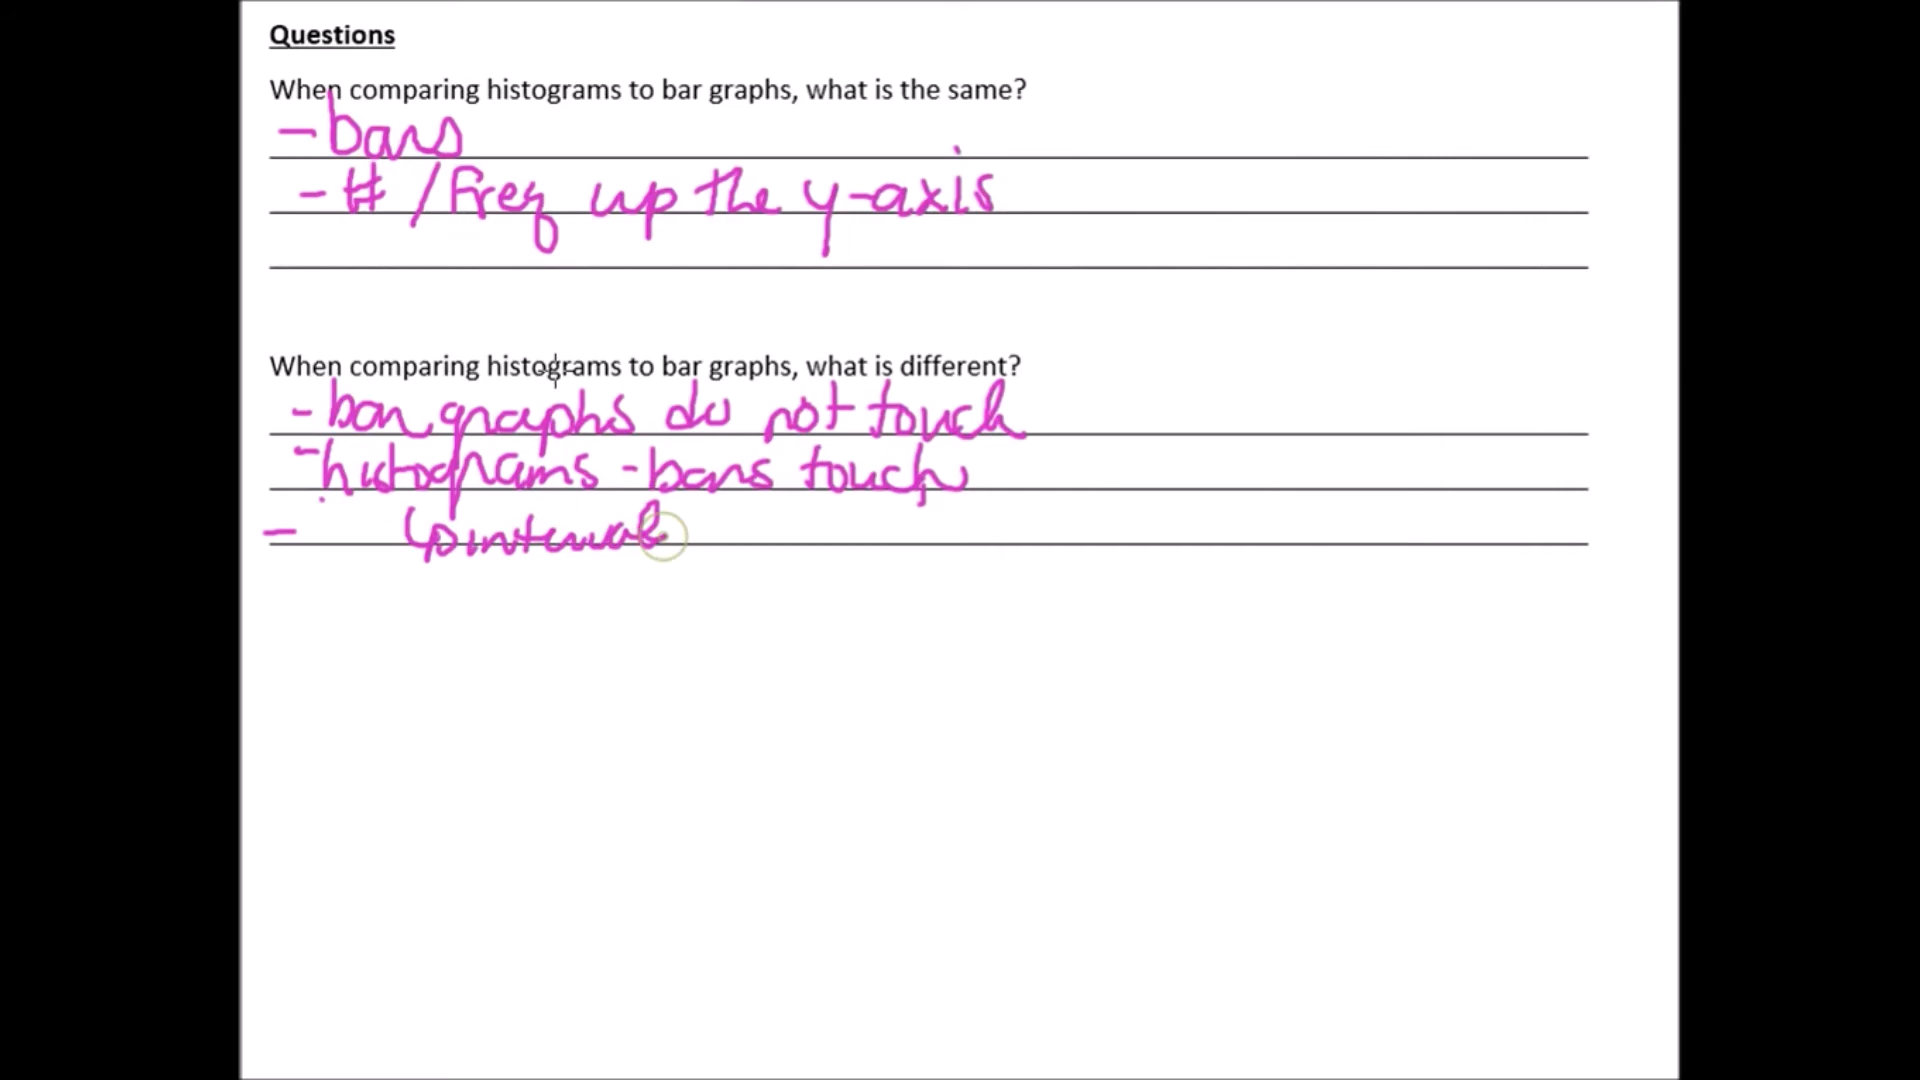 Questions
When comparing histograms to bar graphs, what is the same?
- bars
- # / Freq up the y-axis
When comparing histograms to bar graphs, what is different?
- bar graphs do not touch
- histograms - bars touch
- ↳ interval